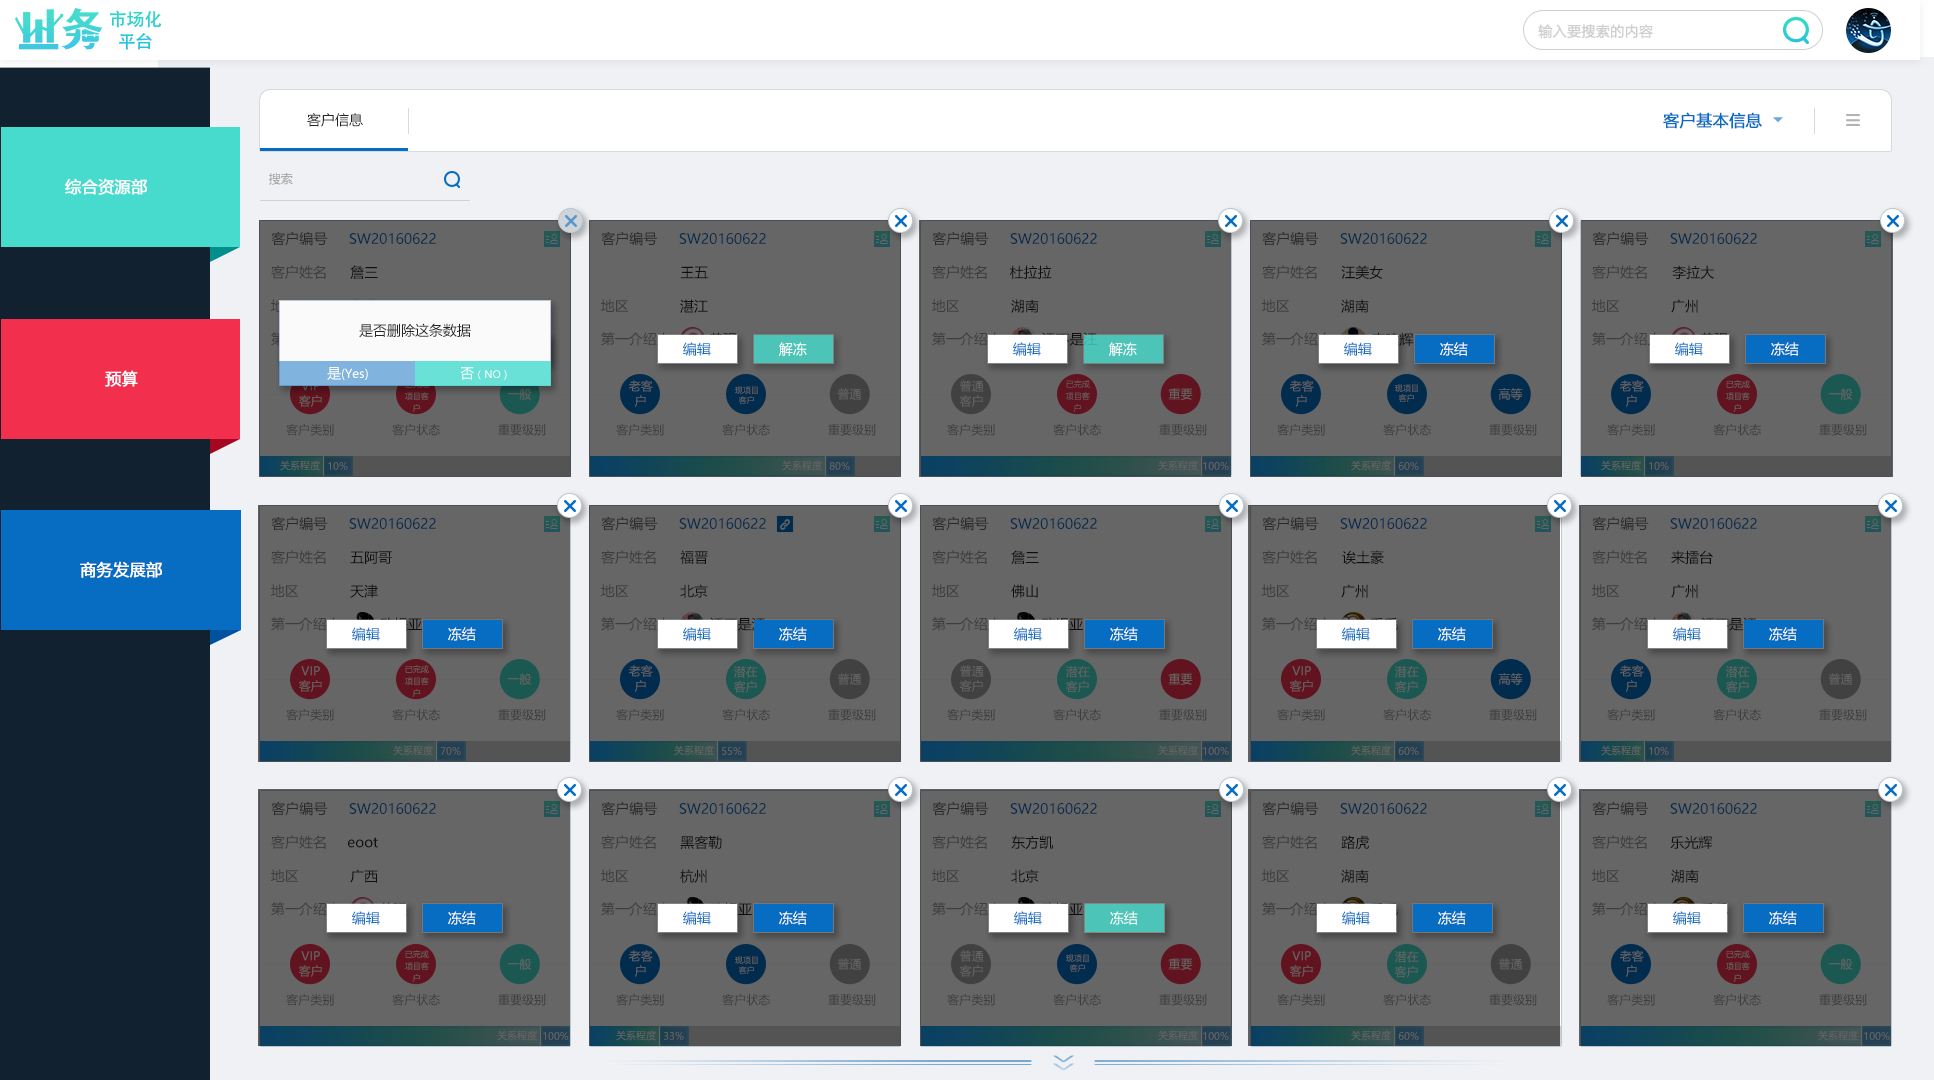 业务 市场化
平台
输入要搜索的内容
客户信息
客户基本信息
搜索
综合资源部
预算
商务发展部
客户编号 SW20160622
客户姓名 詹三
是否删除这条数据
是(Yes) 否 ( NO )
VIP
客户
已完成
项目客
户
一般
客户类别 客户状态 重要级别
关系程度 10%
客户编号 SW20160622
王五
地区 湛江
第一介绍
编辑 解冻
老客
户
现项目
客户
普通
客户类别 客户状态 重要级别
关系程度 80%
客户编号 SW20160622
客户姓名 杜拉拉
地区 湖南
第一介绍
编辑 解冻
普通
客户
已完成
项目客
户
重要
客户类别 客户状态 重要级别
关系程度 100%
客户编号 SW20160622
客户姓名 汪美女
地区 湖南
第一介绍 辉
编辑 冻结
老客
户
现项目
客户
高等
客户类别 客户状态 重要级别
关系程度 60%
客户编号 SW20160622
客户姓名 李拉大
地区 广州
第一介绍
编辑 冻结
老客
户
已完成
项目客
户
一般
客户类别 客户状态 重要级别
关系程度 10%
客户编号 SW20160622
客户姓名 五阿哥
地区 天津
第一介绍 亚
编辑 冻结
VIP
客户
已完成
项目客
户
一般
客户类别 客户状态 重要级别
关系程度 70%
客户编号 SW20160622
客户姓名 福晋
地区 北京
第一介绍 是
编辑 冻结
老客
户
潜在
客户
普通
客户类别 客户状态 重要级别
关系程度 55%
客户编号 SW20160622
客户姓名 詹三
地区 佛山
第一介绍 亚
编辑 冻结
普通
客户
潜在
客户
重要
客户类别 客户状态 重要级别
关系程度 100%
客户编号 SW20160622
客户姓名 诶土豪
地区 广州
第一介绍
编辑 冻结
VIP
客户
潜在
客户
高等
客户类别 客户状态 重要级别
关系程度 60%
客户编号 SW20160622
客户姓名 来擂台
地区 广州
第一介绍 是
编辑 冻结
老客
户
潜在
客户
普通
客户类别 客户状态 重要级别
关系程度 10%
客户编号 SW20160622
客户姓名 eoot
地区 广西
第一介绍
编辑 冻结
VIP
客户
已完成
项目客
户
一般
客户类别 客户状态 重要级别
关系程度 100%
客户编号 SW20160622
客户姓名 黑客勒
地区 杭州
第一介绍 亚
编辑 冻结
老客
户
现项目
客户
普通
客户类别 客户状态 重要级别
关系程度 33%
客户编号 SW20160622
客户姓名 东方凯
地区 北京
第一介绍 亚
编辑 冻结
普通
客户
现项目
客户
重要
客户类别 客户状态 重要级别
关系程度 100%
客户编号 SW20160622
客户姓名 路虎
地区 湖南
第一介绍
编辑 冻结
VIP
客户
潜在
客户
普通
客户类别 客户状态 重要级别
关系程度 60%
客户编号 SW20160622
客户姓名 乐光辉
地区 湖南
第一介绍
编辑 冻结
老客
户
已完成
项目客
户
一般
客户类别 客户状态 重要级别
关系程度 100%